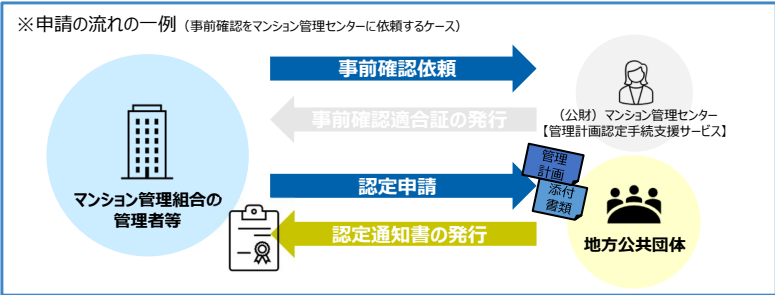 ※申請の流れの一例（事前確認をマンション管理センターに依頼するケース）
事前確認依頼
（公財）マンション管理センター
【管理計画認定手続支援サービス】
事前確認適合証の発行
マンション管理組合の
管理者等
認定申請
管理
計画
添付
書類
認定通知書の発行
地方公共団体